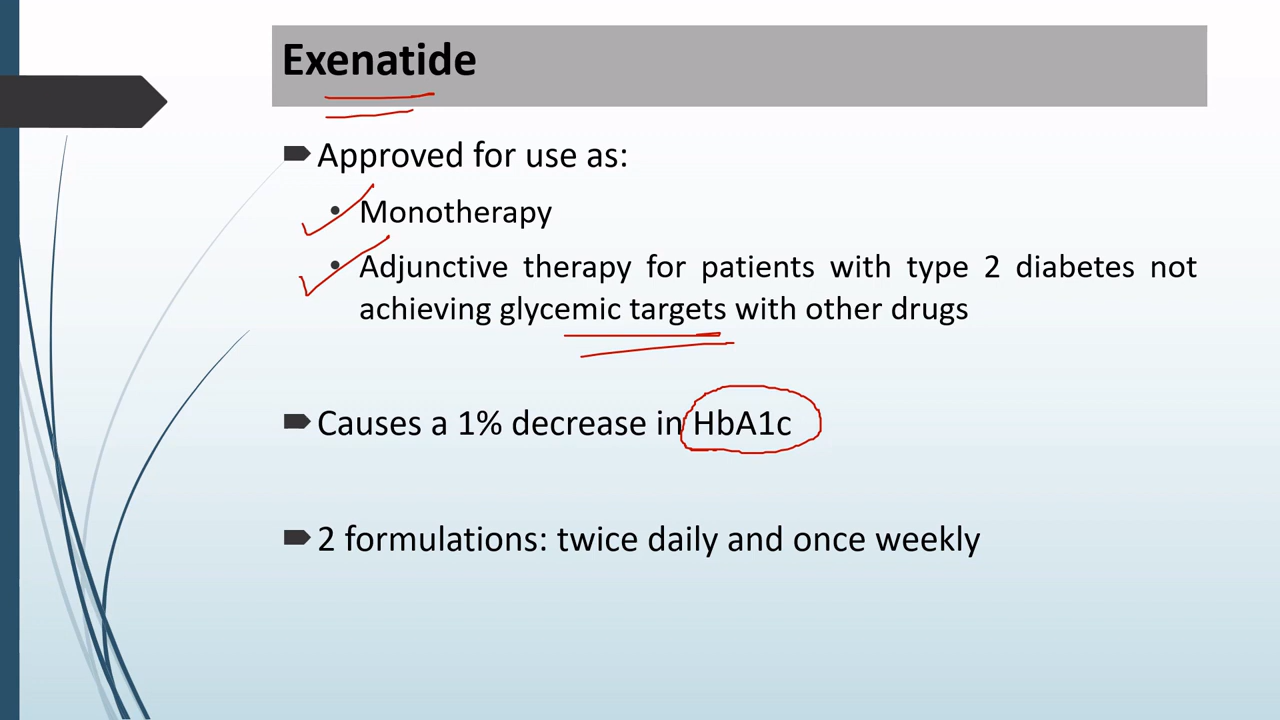 Exenatide
Approved for use as:
• Monotherapy
• Adjunctive therapy for patients with type 2 diabetes not
achieving glycemic targets with other drugs
Causes a 1% decrease in HbA1c
2 formulations: twice daily and once weekly